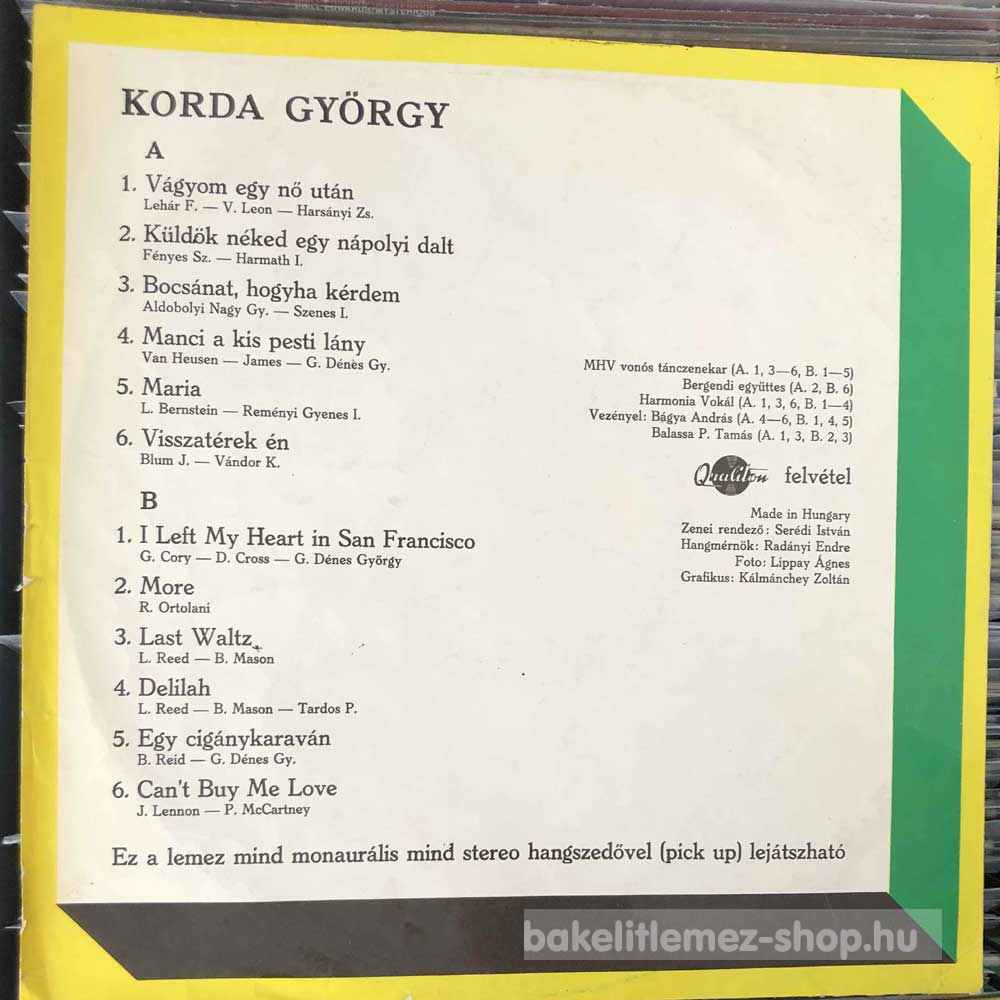 KORDA GYÖRGY
A
1. Vágyom egy nő után
Lehár F. — V. Leon — Harsányi Zs.
2. Küldök néked egy nápolyi dalt
Fényes Sz. — Harmath I.
3. Bocsánat, hogyha kérdem
Aldobolyi Nagy Gy. — Szenes I.
4. Manci a kis pesti lány
Van Heusen — James — G. Dénes Gy.
5. Maria
L. Bernstein — Reményi Gyenes I.
6. Visszatérek én
Blum J. — Vándor K.
B
1. I Left My Heart in San Francisco
G. Cory — D. Cross — G. Dénes György
2. More
R. Ortolani
3. Last Waltz
L. Reed — B. Mason
4. Delilah
L. Reed — B. Mason — Tardos P.
5. Egy cigánykaraván
B. Reid — G. Dénes Gy.
6. Can't Buy Me Love
J. Lennon — P. McCartney
MHV vonós tánczenekar (A. 1, 3—6, B. 1—5)
Bergendi együttes (A. 2, B. 6)
Harmonia Vokál (A. 1, 3, 6, B. 1—4)
Vezényel: Bágya András (A. 4—6, B. 1, 4, 5)
Balassa P. Tamás (A. 1, 3, B. 2, 3)
Qualiton felvétel
Made in Hungary
Zenei rendező: Serédi István
Hangmérnök: Radányi Endre
Foto: Lippay Ágnes
Grafikus: Kálmánchey Zoltán
Ez a lemez mind monaurális mind stereo hangszedővel (pick up) lejátszható
bakelitlemez-shop.hu